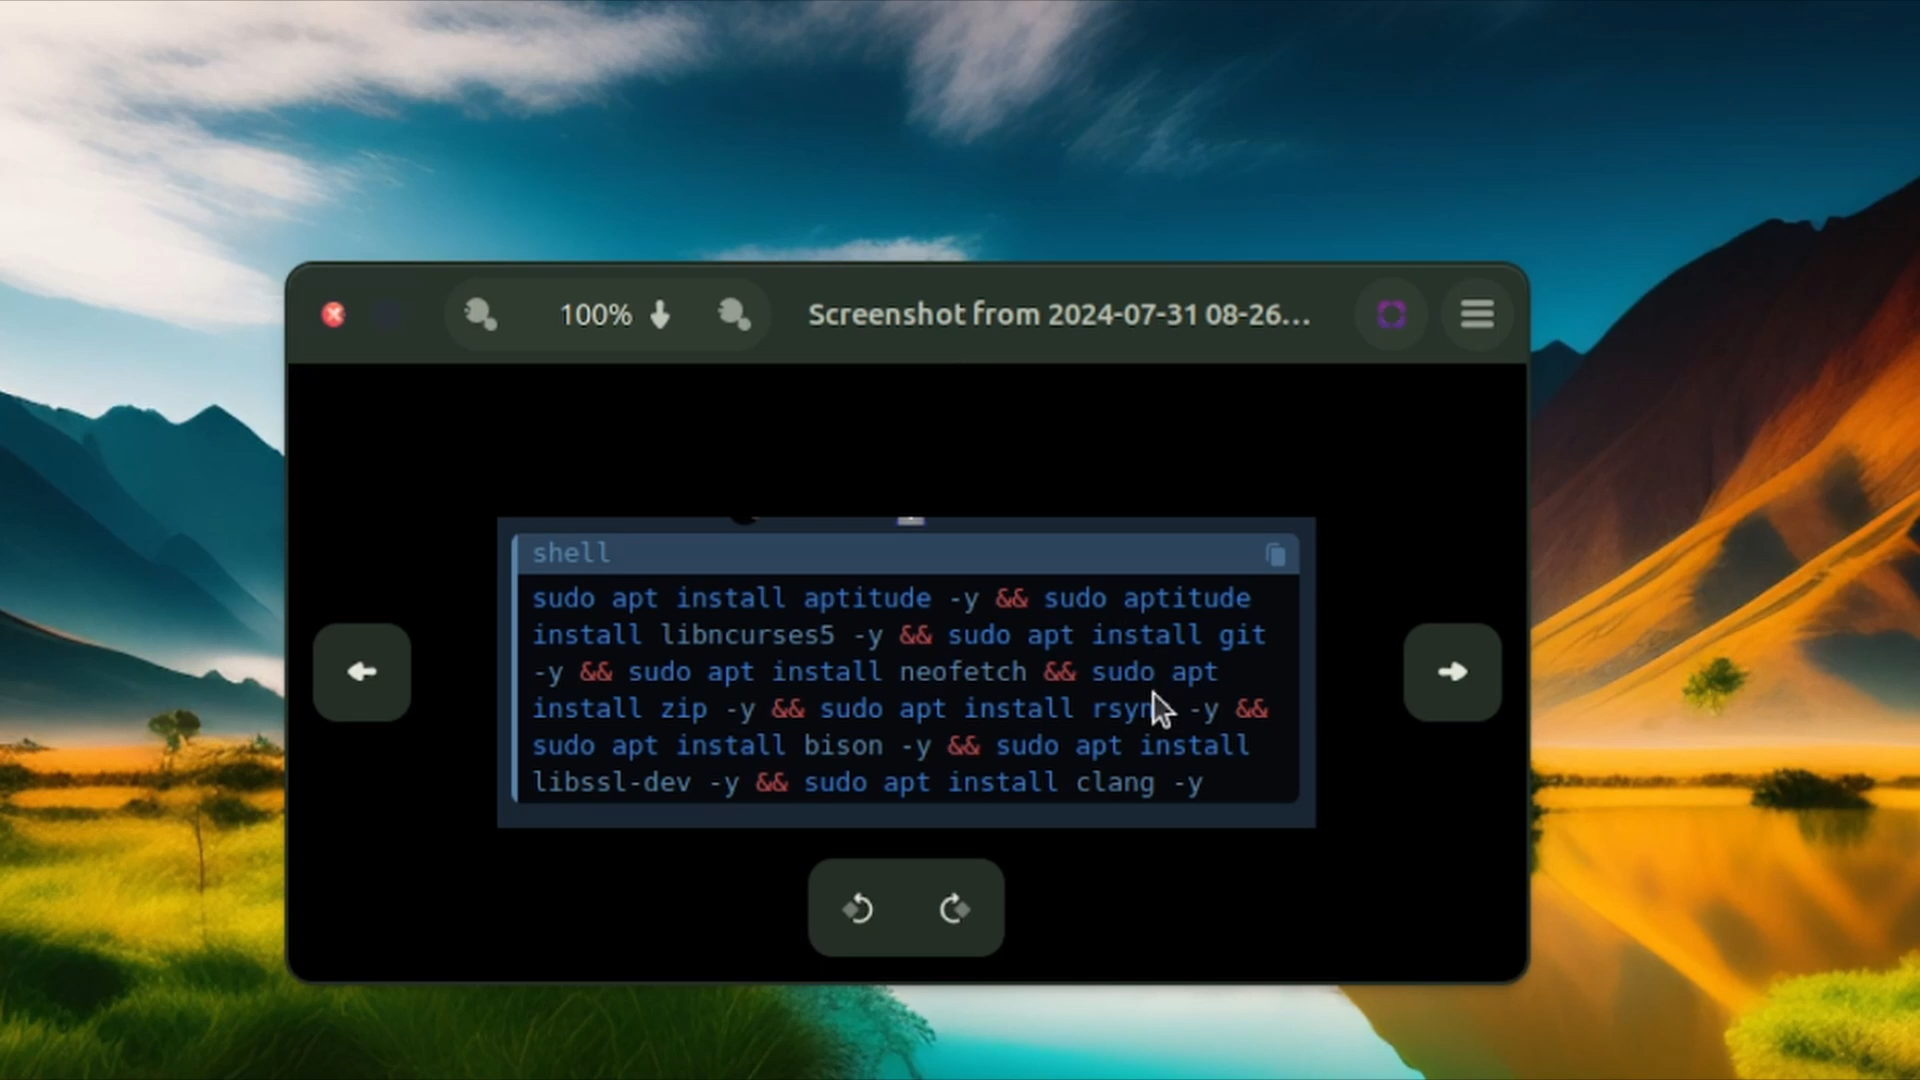 100%
Screenshot from 2024-07-31 08-26...
shell
sudo apt install aptitude -y && sudo aptitude
install libncurses5 -y && sudo apt install git
-y && sudo apt install neofetch && sudo apt
install zip -y && sudo apt install -y &&
sudo apt install bison -y && sudo apt install
libssl-dev -y && sudo apt install clang -y